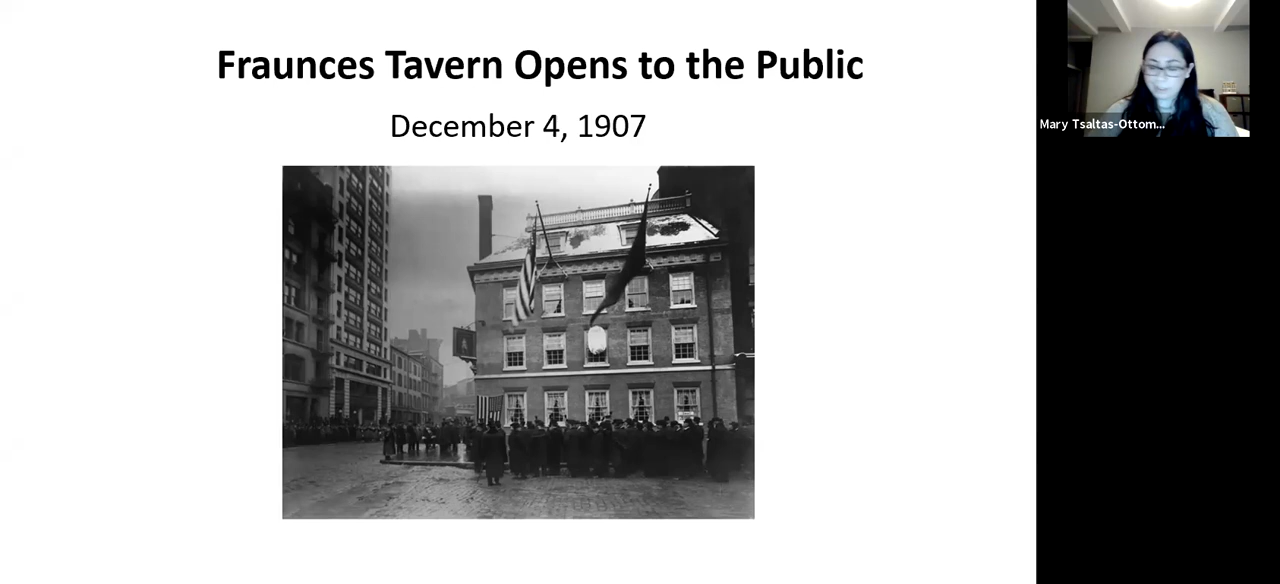 Fraunces Tavern Opens to the Public
December 4, 1907
Mary Tsaltas-Ottom...